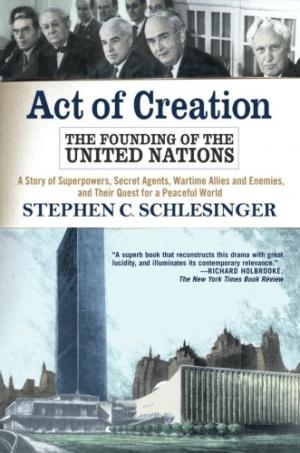 Act of Creation
THE FOUNDING OF THE
UNITED NATIONS
A Story of Superpowers, Secret Agents, Wartime Allies and Enemies,
and Their Quest for a Peaceful World
STEPHEN C. SCHLESINGER
"A superb book that reconstructs this drama with great
lucidity, and illuminates its contemporary relevance."
—RICHARD HOLBROOKE,
The New York Times Book Review